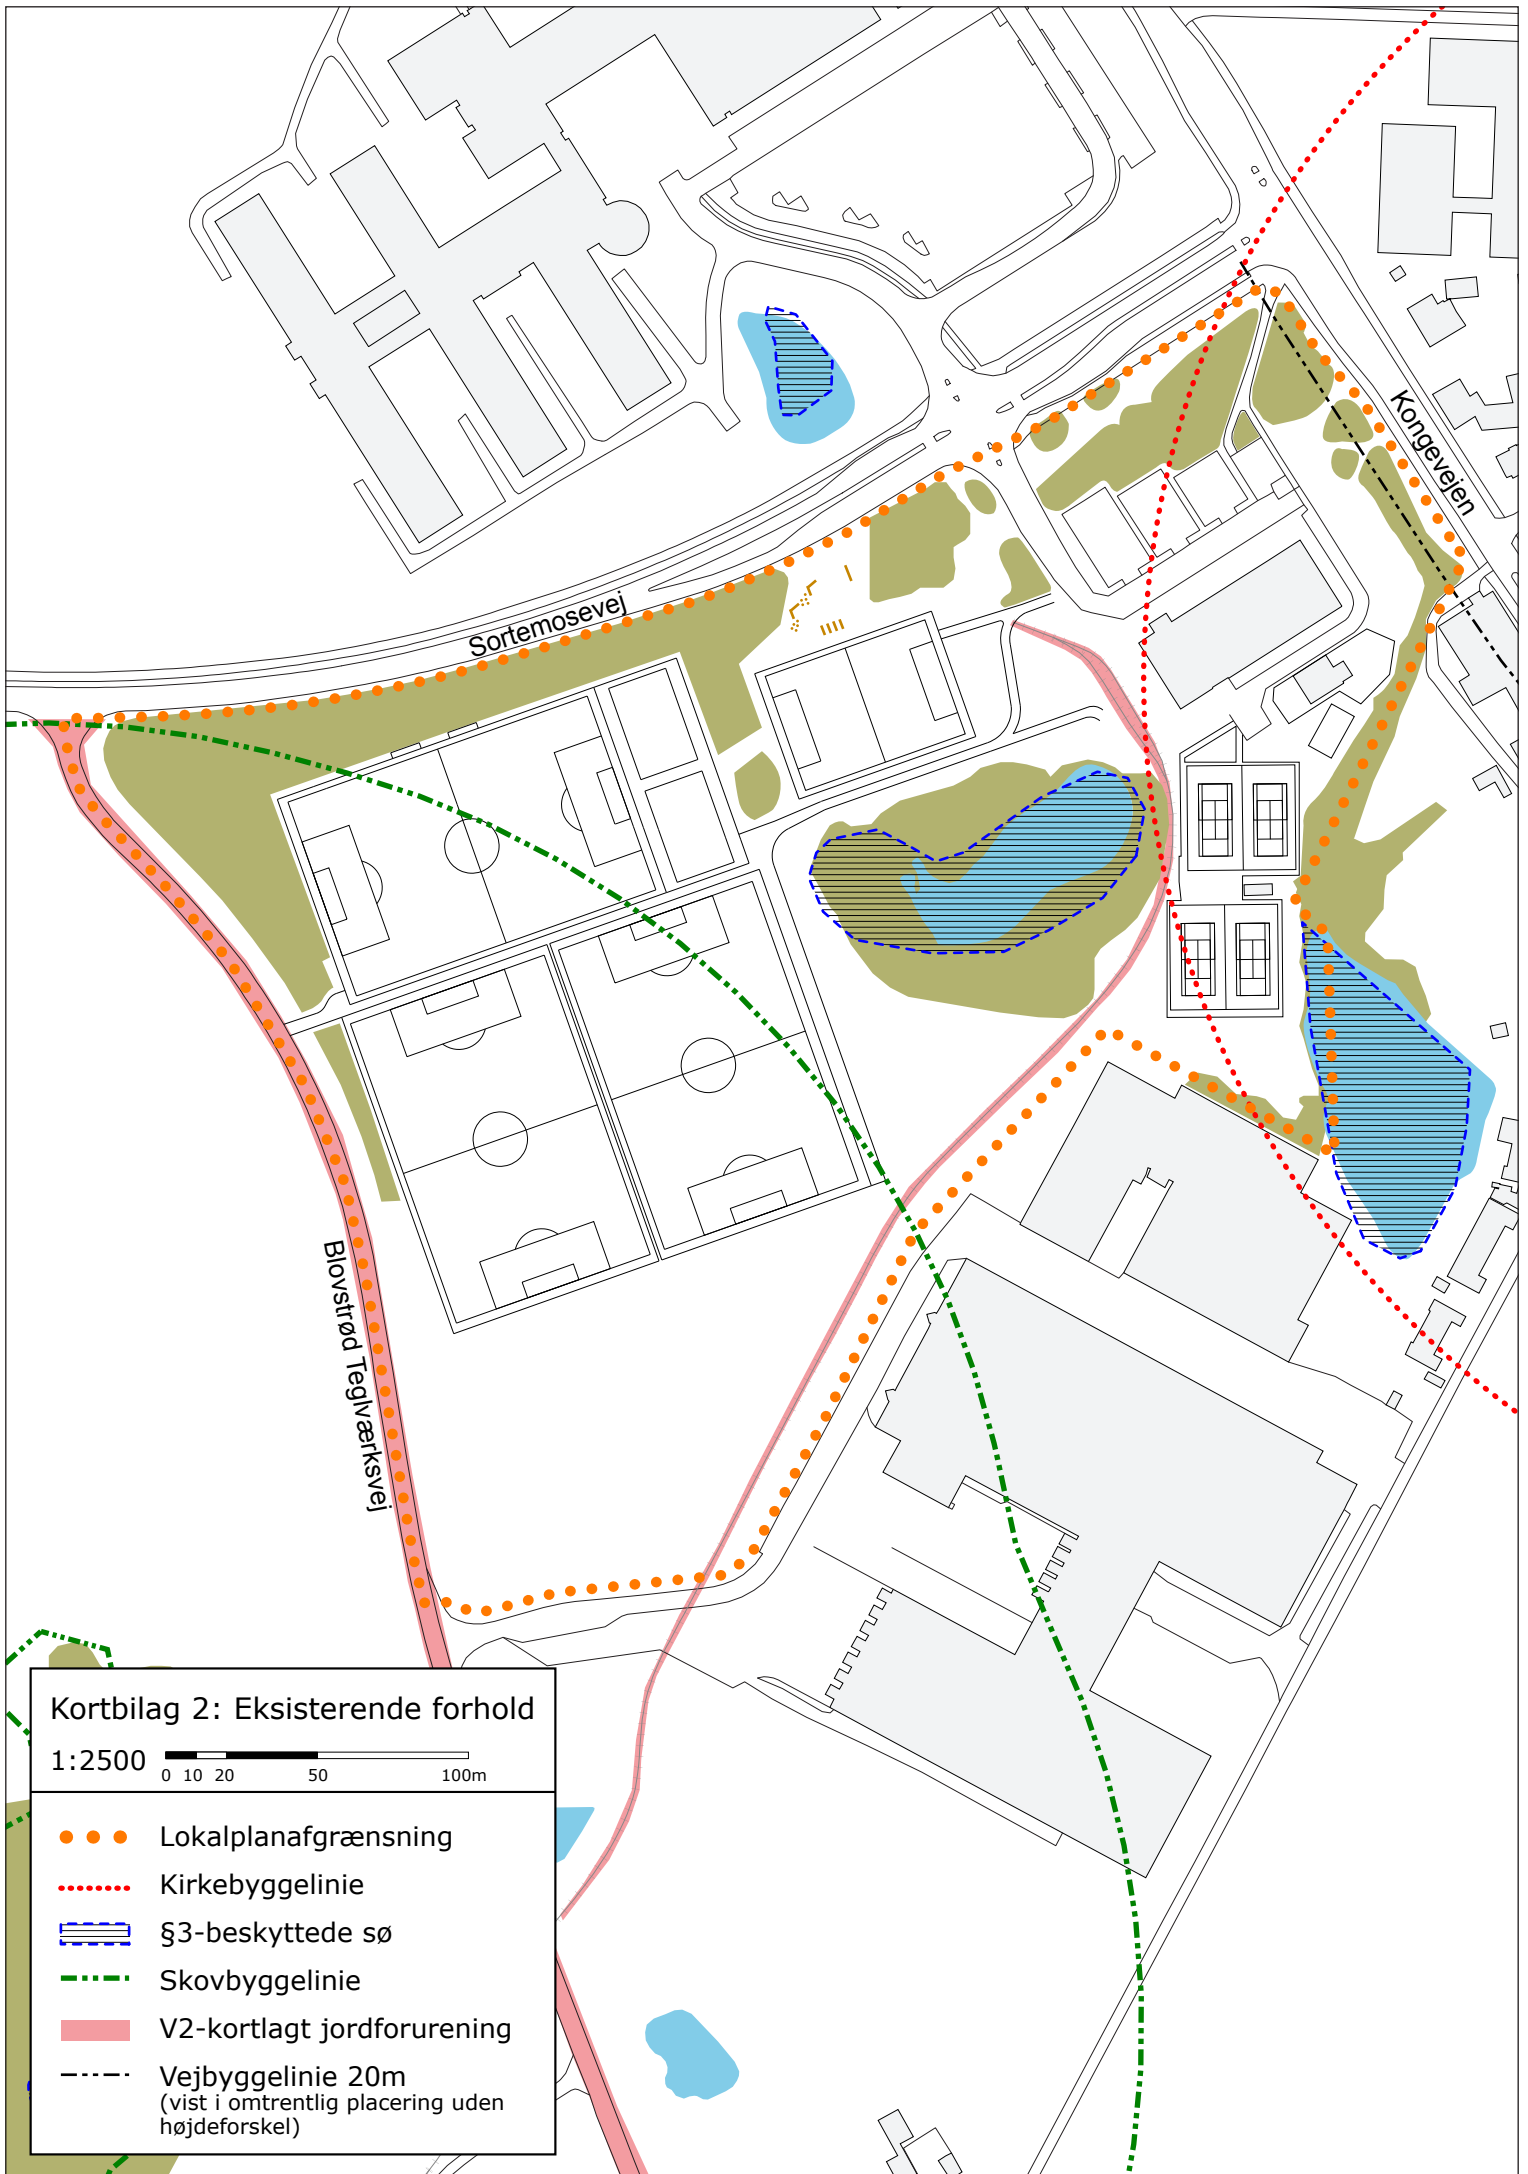 Kongevejen
Sortemosevej
Blovstrød Teglværksvej
Kortbilag 2: Eksisterende forhold
1:2500
0 10 20 50 100m
Lokalplanafgrænsning
Kirkebyggelinie
§3-beskyttede sø
Skovbyggelinie
V2-kortlagt jordforurening
Vejbyggelinie 20m
(vist i omtrentlig placering uden
højdeforskel)